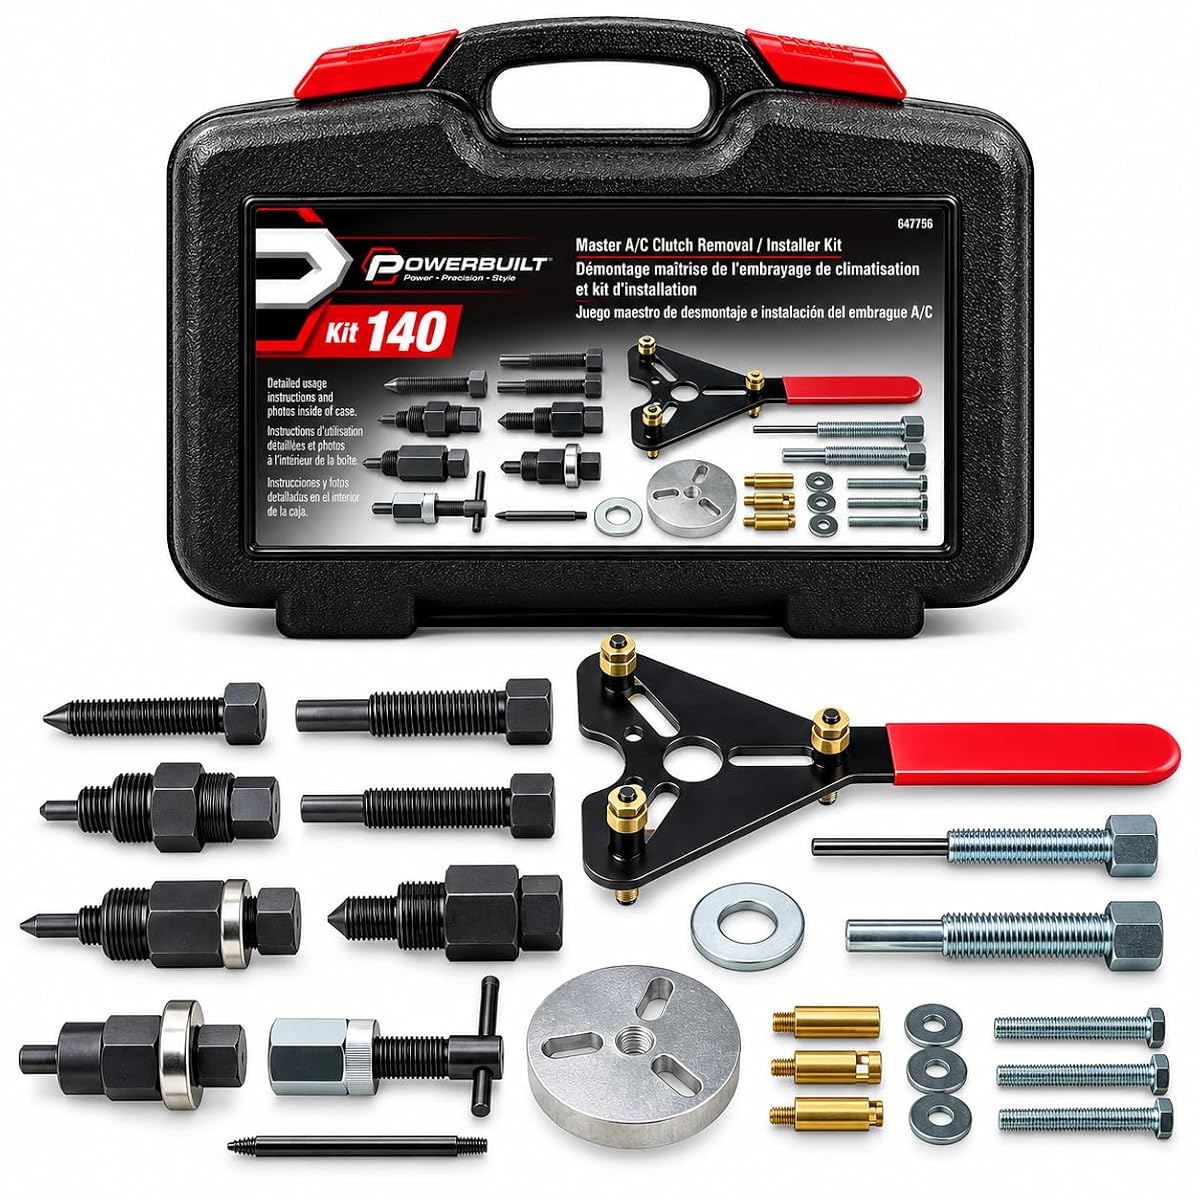 647756
POWERBUILT
Power - Precision - Style
Kit 140
Master A/C Clutch Removal / Installer Kit
Démontage maîtrise de l'embrayage de climatisation
et kit d'installation
Juego maestro de desmontaje e instalación del embrague A/C
Detailed usage
instructions and
photos inside of case.
Instructions d'utilisation
détaillées et photos
à l'intérieur de la boîte.
Instrucciones y fotos
detalladas en el interior
de la caja.